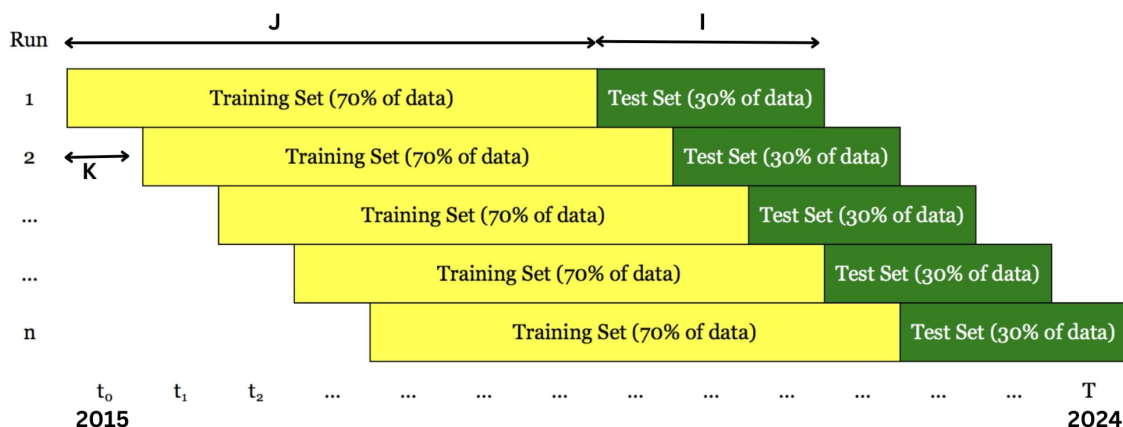 J
I
Run
1
Training Set (70% of data)
Test Set (30% of data)
2
K
Training Set (70% of data)
Test Set (30% of data)
...
Training Set (70% of data)
Test Set (30% of data)
...
Training Set (70% of data)
Test Set (30% of data)
n
Training Set (70% of data)
Test Set (30% of data)
t₀ t₁ t₂ ... ... ... ... ... ... ... ... ... ... T
2015
2024